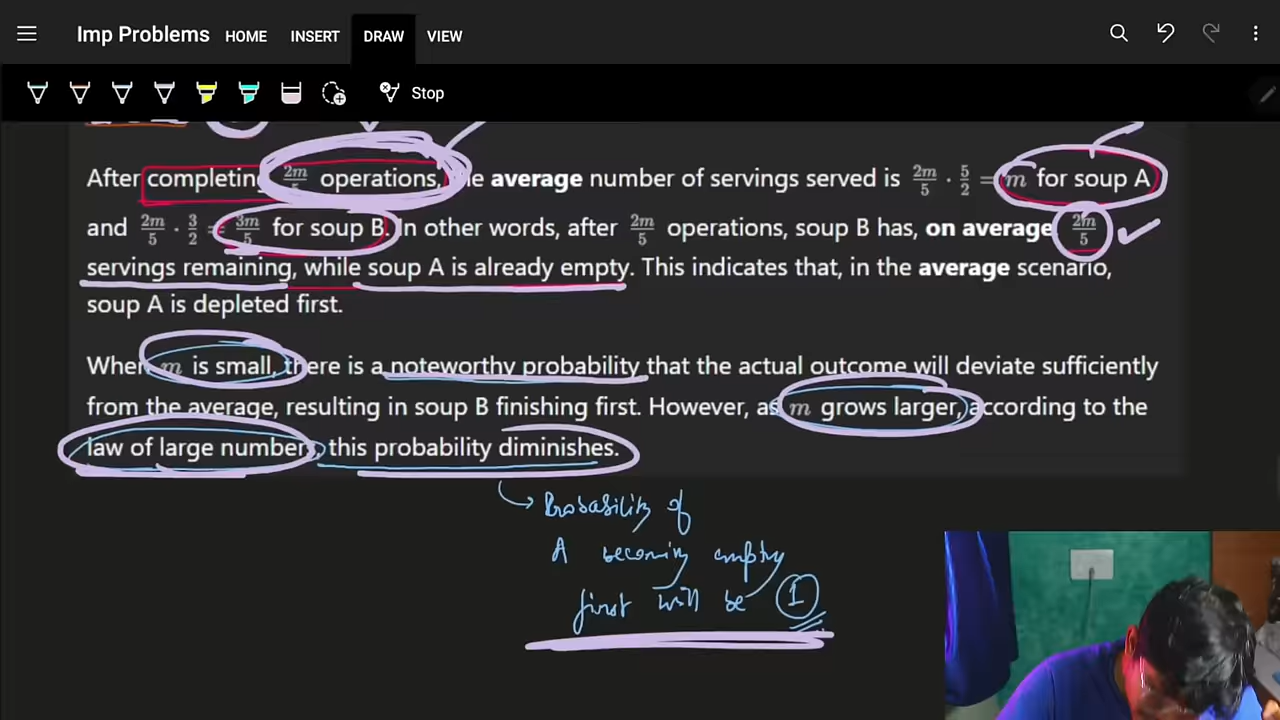 Imp Problems HOME INSERT DRAW VIEW
Stop
After completing 2m/5 operations, the average number of servings served is 2m/5 · 5/2 = m for soup A
and 2m/5 · 3/2 = 3m/5 for soup B. In other words, after 2m/5 operations, soup B has, on average 2m/5
servings remaining, while soup A is already empty. This indicates that, in the average scenario,
soup A is depleted first.
When m is small, there is a noteworthy probability that the actual outcome will deviate sufficiently
from the average, resulting in soup B finishing first. However, as m grows larger, according to the
law of large numbers, this probability diminishes.
Probability of
A becoming empty
first will be 1